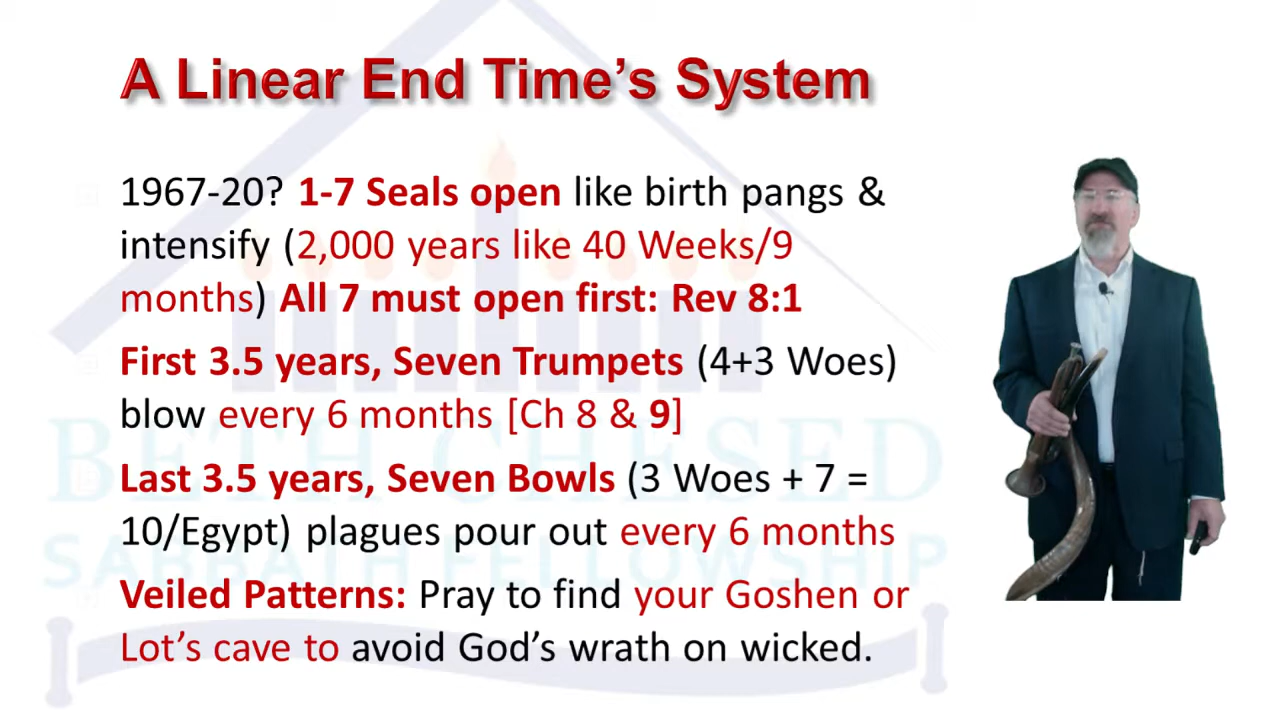 A Linear End Time's System
1967-20? 1-7 Seals open like birth pangs &
intensify (2,000 years like 40 Weeks/9
months) All 7 must open first: Rev 8:1
First 3.5 years, Seven Trumpets (4+3 Woes)
blow every 6 months [Ch 8 & 9]
Last 3.5 years, Seven Bowls (3 Woes + 7 =
10/Egypt) plagues pour out every 6 months
Veiled Patterns: Pray to find your Goshen or
Lot's cave to avoid God's wrath on wicked.
BETH CHESED
SABBATH FELLOWSHIP